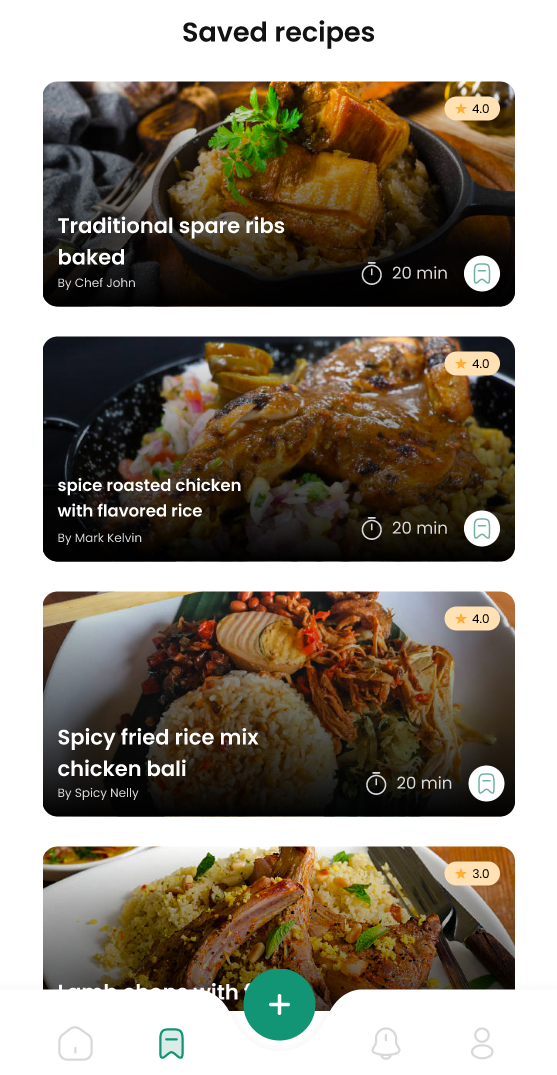 Saved recipes
4.0
Traditional spare ribs
baked
By Chef John
20 min
4.0
spice roasted chicken
with flavored rice
By Mark Kelvin
20 min
4.0
Spicy fried rice mix
chicken bali
By Spicy Nelly
20 min
3.0
Lamb chops with